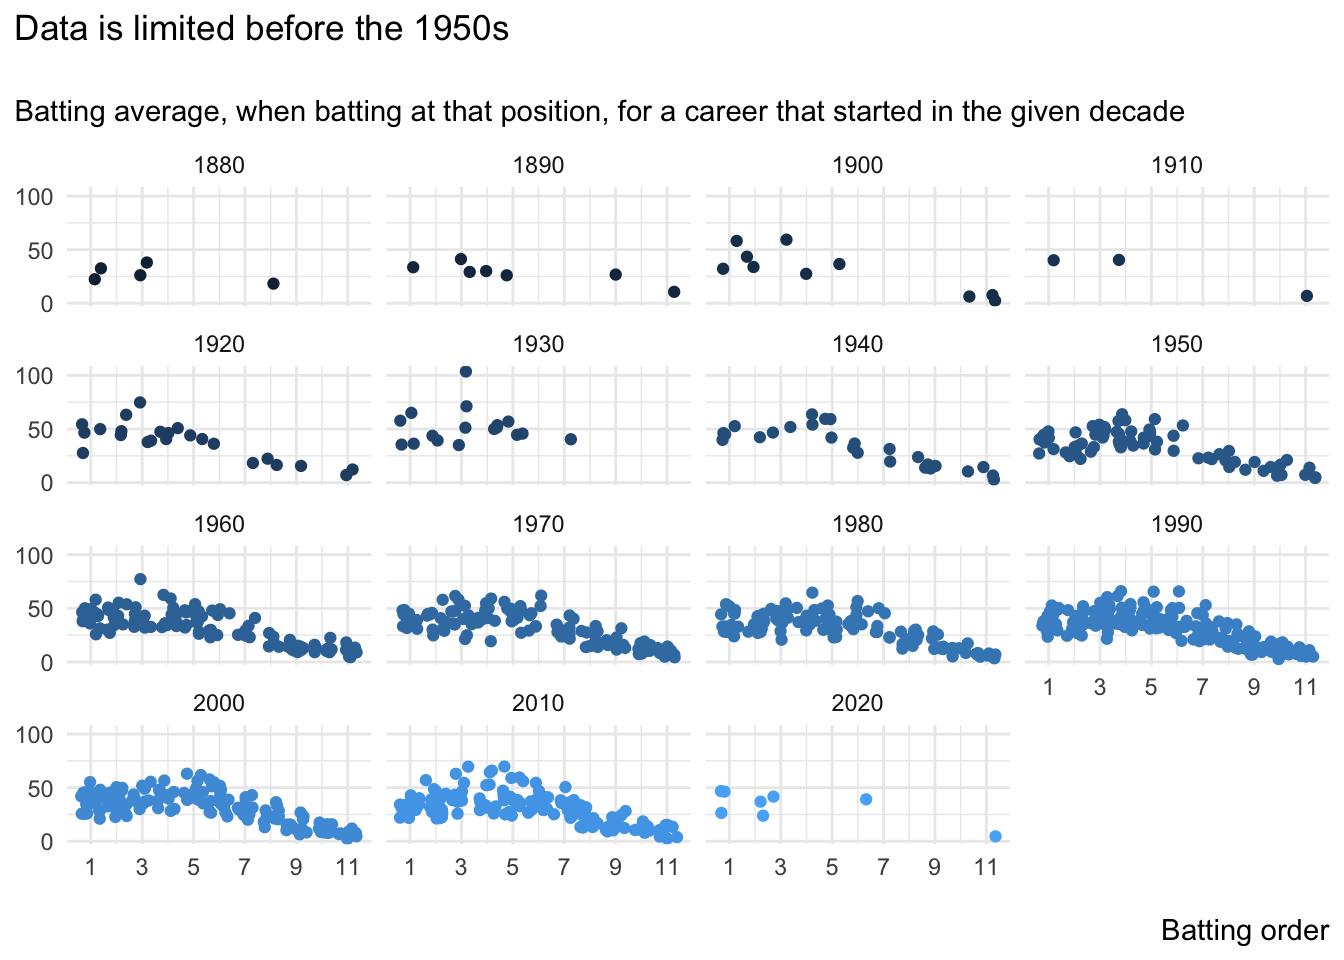 Data is limited before the 1950s
Batting average, when batting at that position, for a career that started in the given decade
1880 1890 1900 1910
100
50
0
1920 1930 1940 1950
100
50
0
1960 1970 1980 1990
100
50
0
1 3 5 7 9 11
2000 2010 2020
100
50
0
1 3 5 7 9 11 1 3 5 7 9 11 1 3 5 7 9 11
Batting order